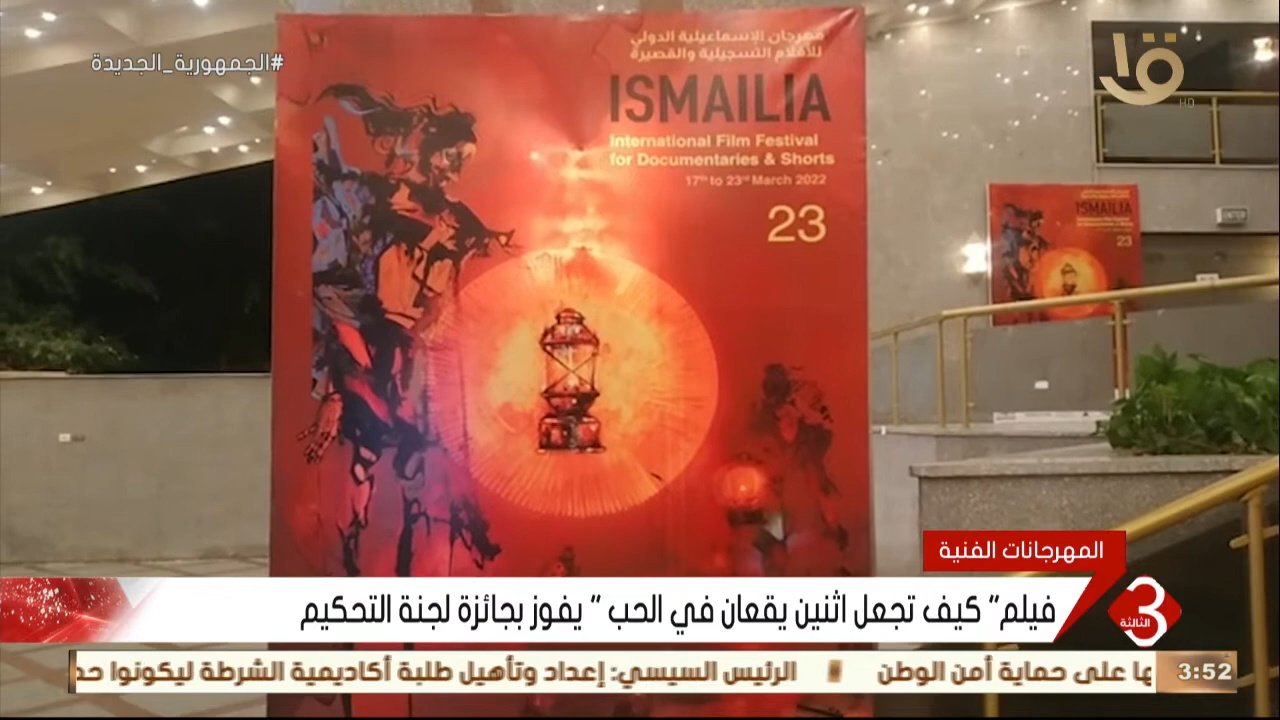 #الجمهورية_الجديدة
HD
مهرجان الإسماعيلية الدولي
للأفلام التسجيلية والقصيرة
ISMAILIA
International Film Festival
for Documentaries & Shorts
17th to 23rd March 2022
23
ISMAILIA
23
المهرجانات الفنية
فيلم" كيف تجعل اثنين يقعان في الحب " يفوز بجائزة لجنة التحكيم
3
الثالثة
ها على حماية أمن الوطن
الرئيس السيسي: إعداد وتأهيل طلبة أكاديمية الشرطة ليكونوا
3:52